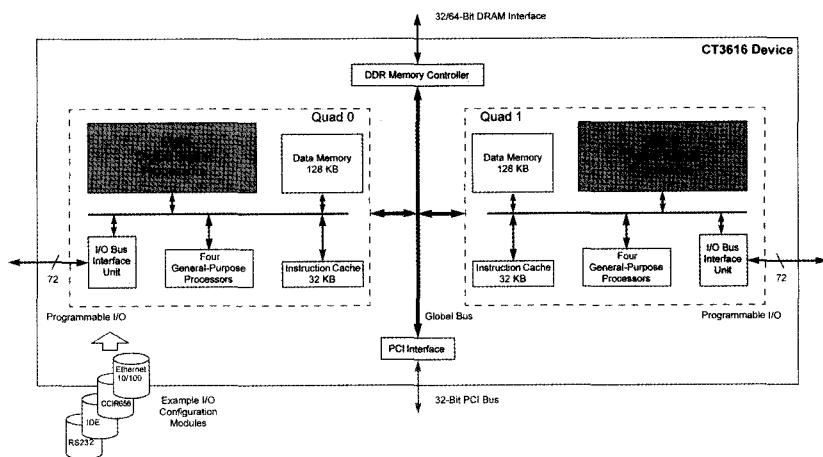 32/64-Bit DRAM Interface
CT3616 Device
DDR Memory Controller
Quad 0
Quad 1
Data Memory
128 KB
Data Memory
128 KB
I/O Bus
Interface
Unit
Four
General-Purpose
Processors
Instruction Cache
32 KB
Instruction Cache
32 KB
Four
General-Purpose
Processors
I/O Bus
Interface
Unit
72
72
Programmable I/O
Global Bus
Programmable I/O
PCI Interface
Ethernet
10/100
CCIR656
IDE
RS232
Example I/O
Configuration
Modules
32-Bit PCI Bus